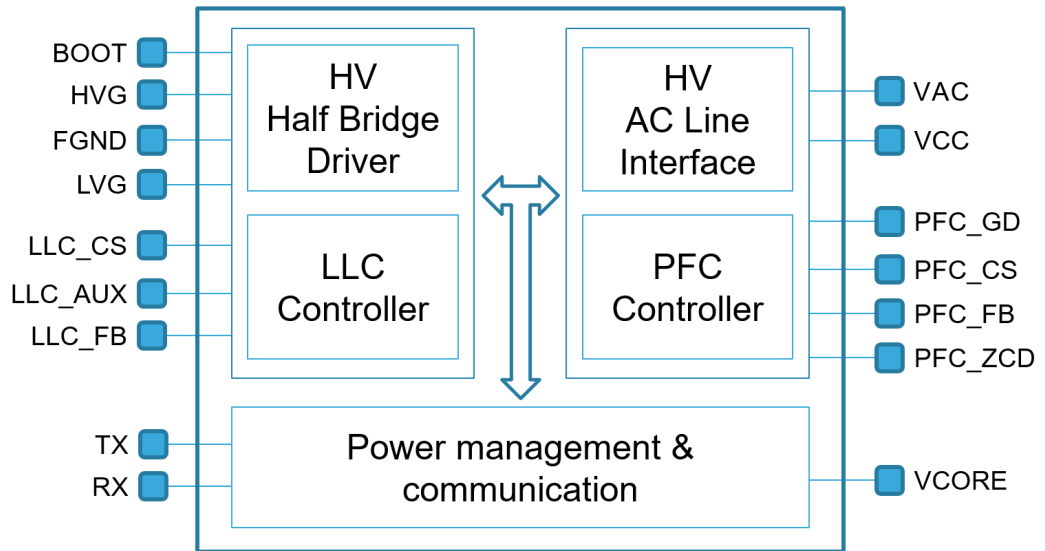 BOOT
HVG
FGND
LVG
LLC_CS
LLC_AUX
LLC_FB
TX
RX
HV
Half Bridge
Driver
LLC
Controller
HV
AC Line
Interface
PFC
Controller
Power management &
communication
VAC
VCC
PFC_GD
PFC_CS
PFC_FB
PFC_ZCD
VCORE